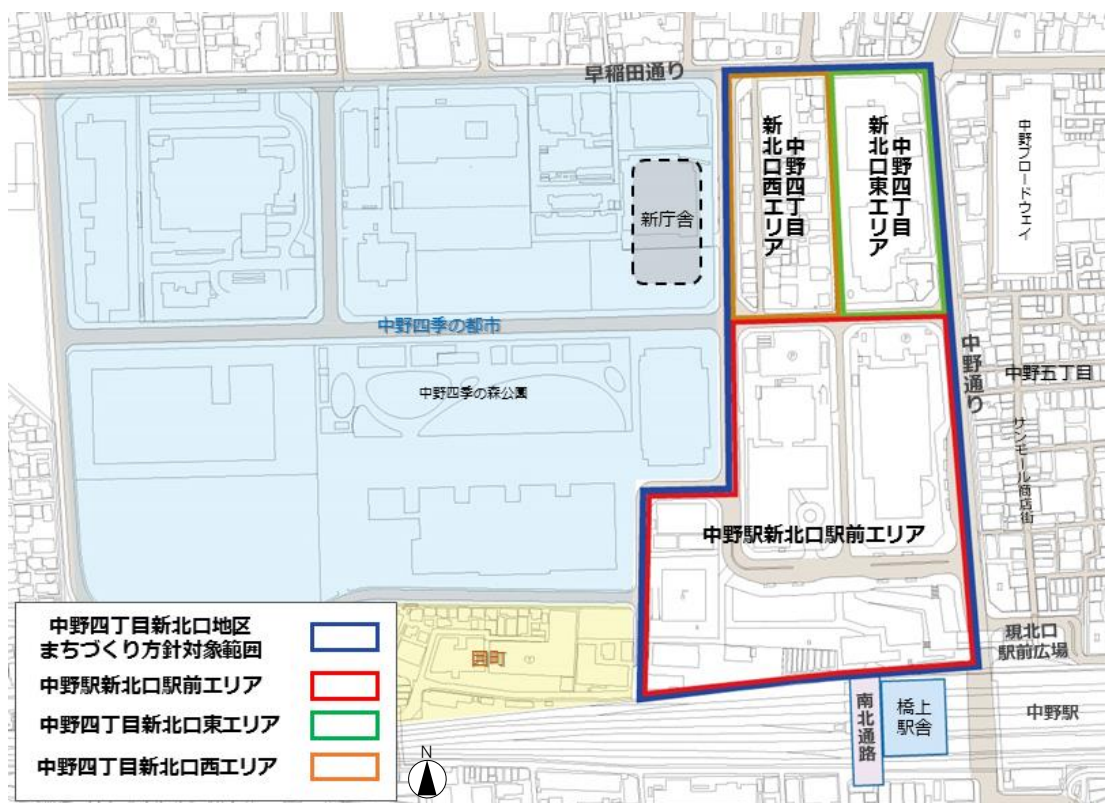 早稲田通り
中野四丁目
新北口西エリア
中野四丁目
新北口東エリア
中野ブロードウェイ
新庁舎
中野四季の都市
中野四季の森公園
中野通り
中野五丁目
サンモール商店街
中野駅新北口駅前エリア
現北口
駅前広場
囲町
南北通路
橋上
駅舎
中野駅
中野四丁目新北口地区
まちづくり方針対象範囲
中野駅新北口駅前エリア
中野四丁目新北口東エリア
中野四丁目新北口西エリア
N